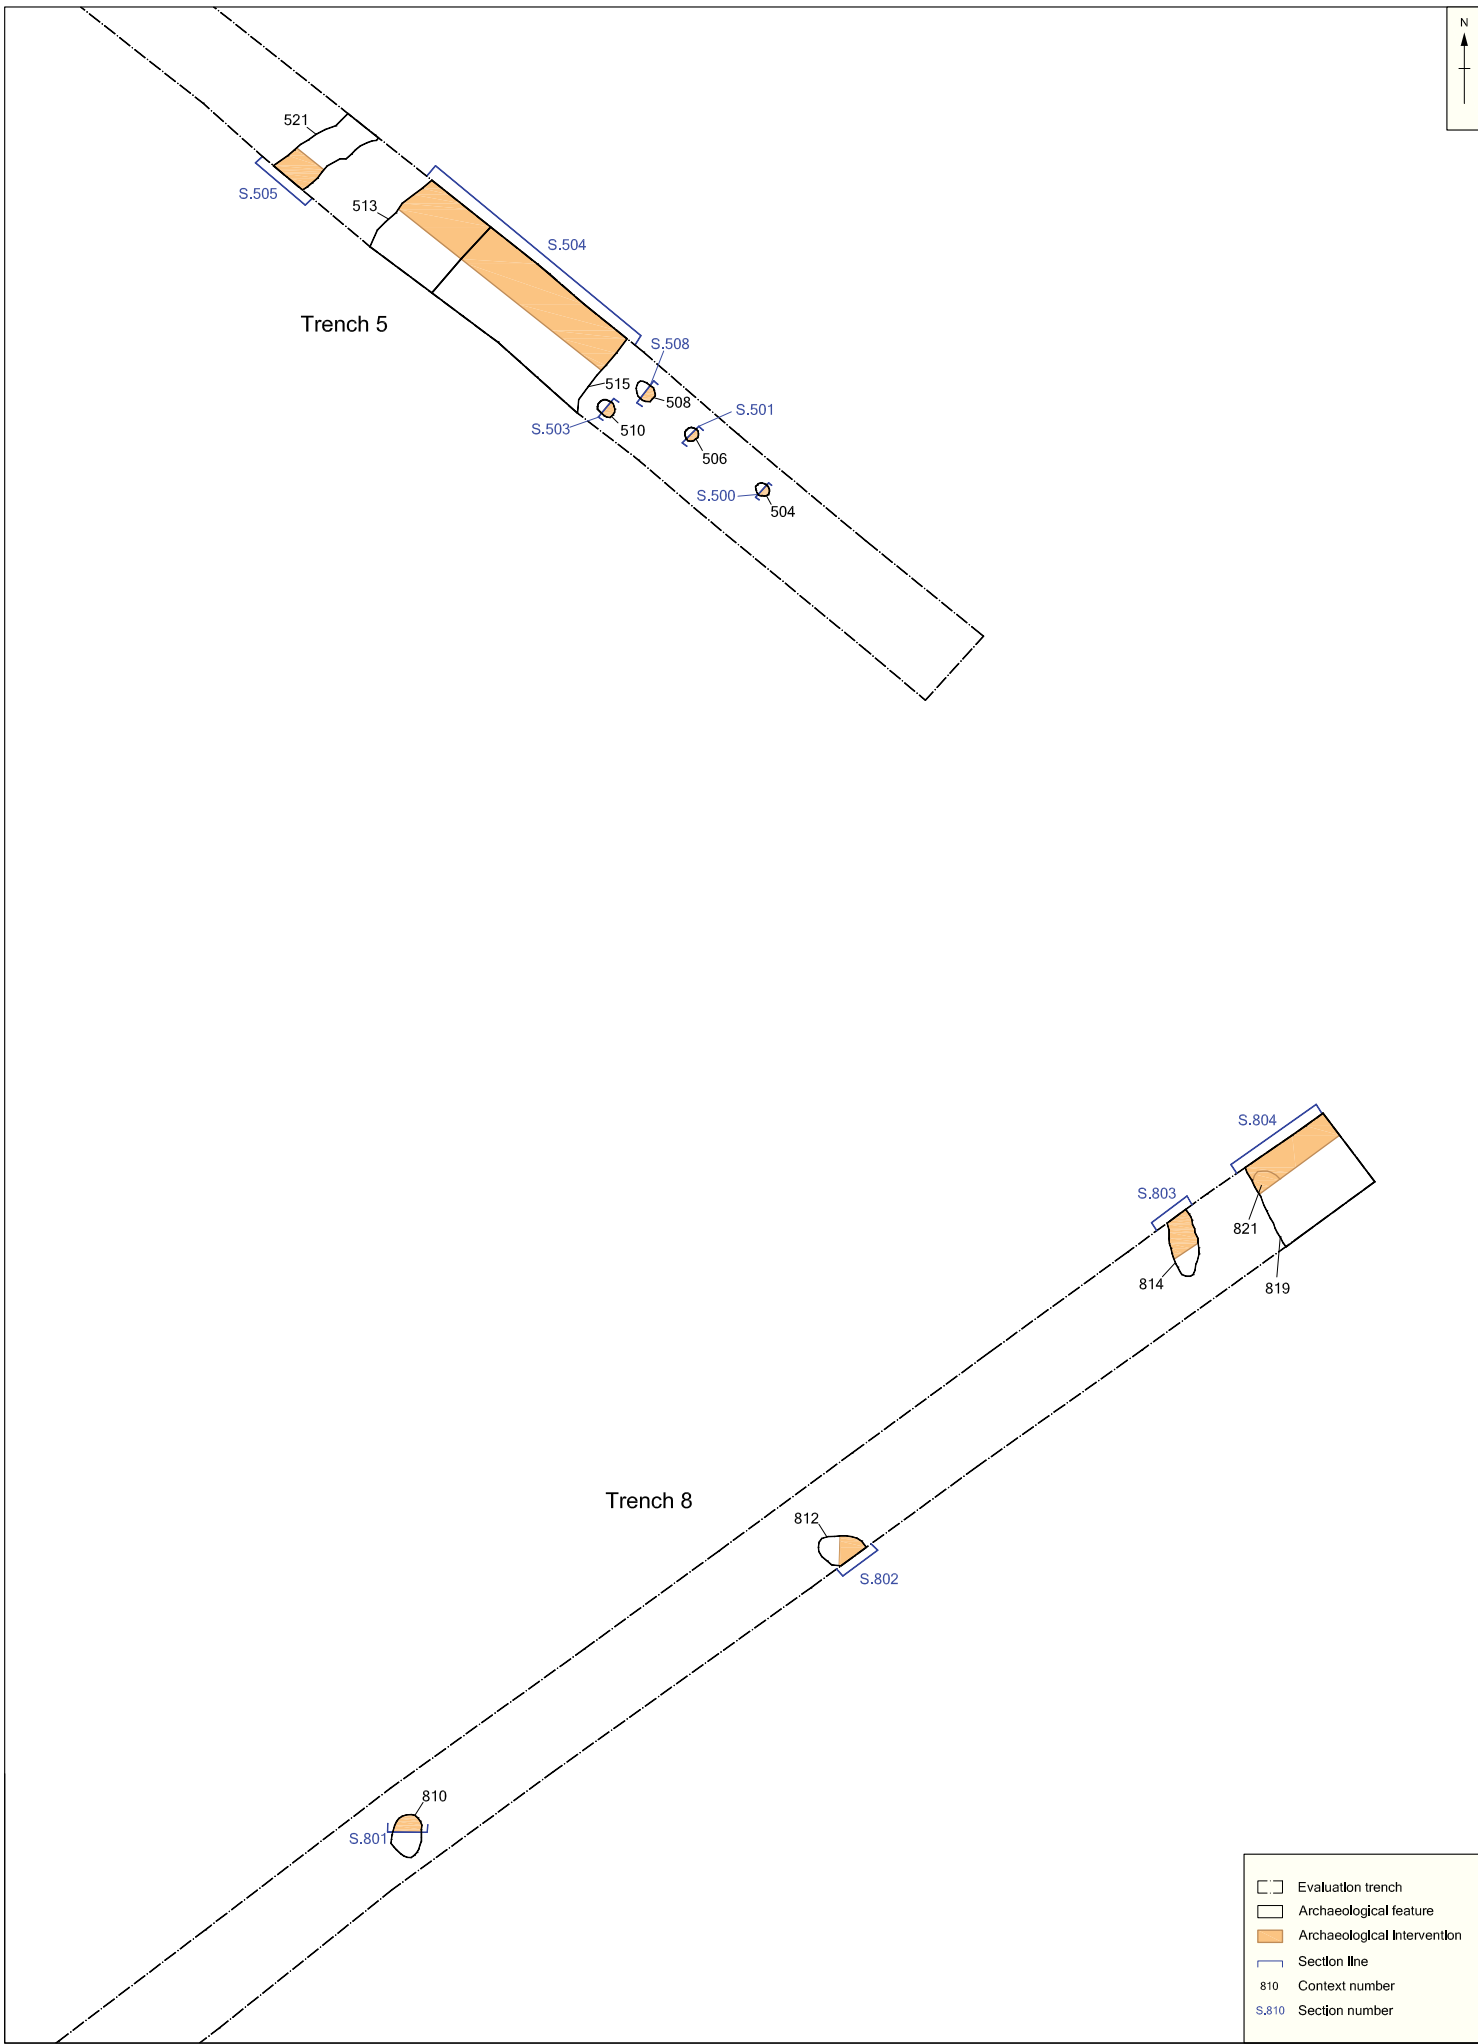 N
521
S.505
513
S.504
Trench 5
S.508
515
508
S.501
S.503
510
506
S.500
504
S.804
S.803
821
814
819
Trench 8
812
S.802
810
S.801
Evaluation trench
Archaeological feature
Archaeological Intervention
Section line
810 Context number
S.810 Section number